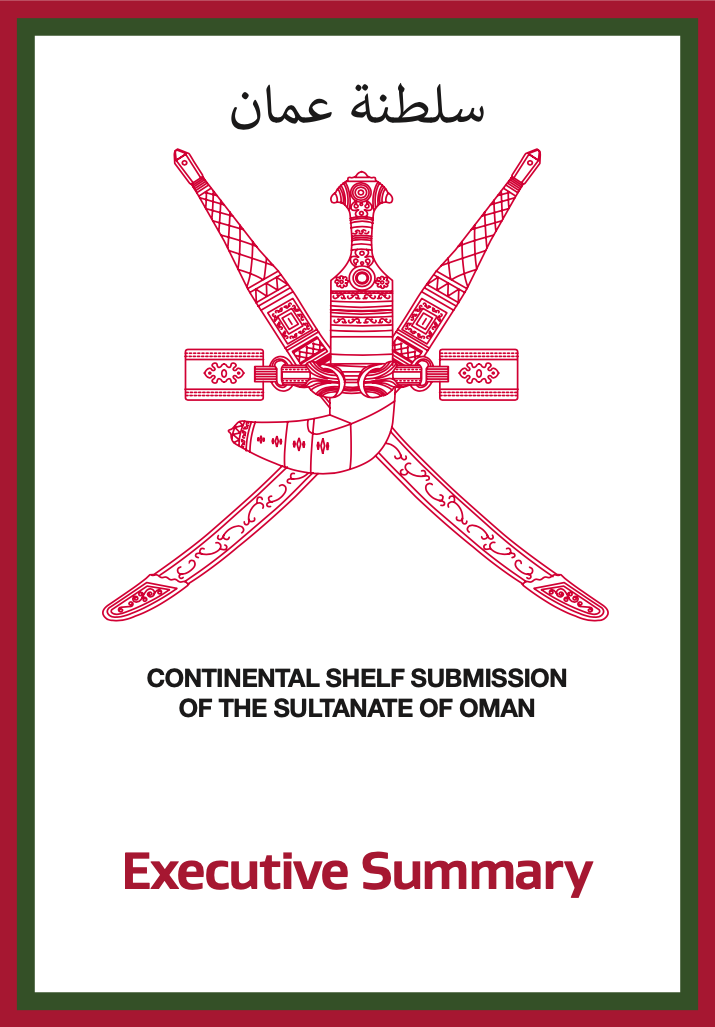 سلطنة عمان
CONTINENTAL SHELF SUBMISSION
OF THE SULTANATE OF OMAN
Executive Summary